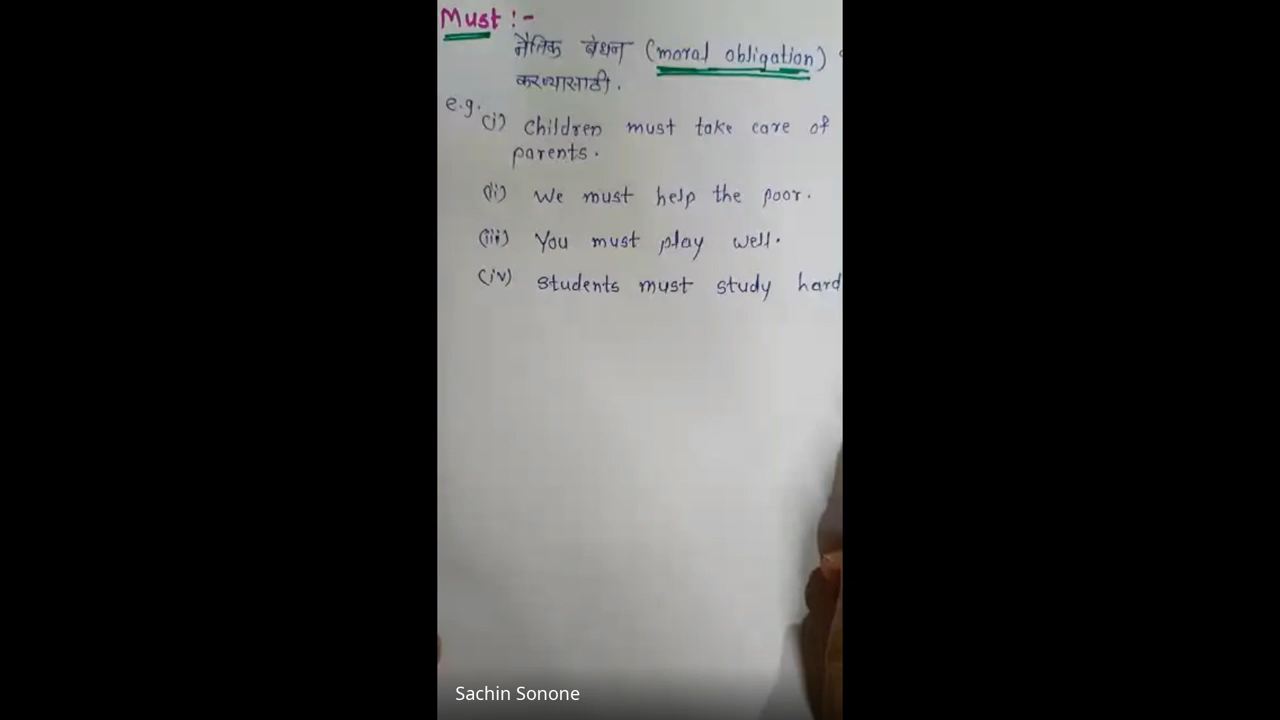 Must :-
नैतिक बंधन (moral obligation)
करण्यासाठी.
e.g.
(i) Children must take care of
parents.
(ii) We must help the poor.
(iii) You must play well.
(iv) Students must study hard
Sachin Sonone